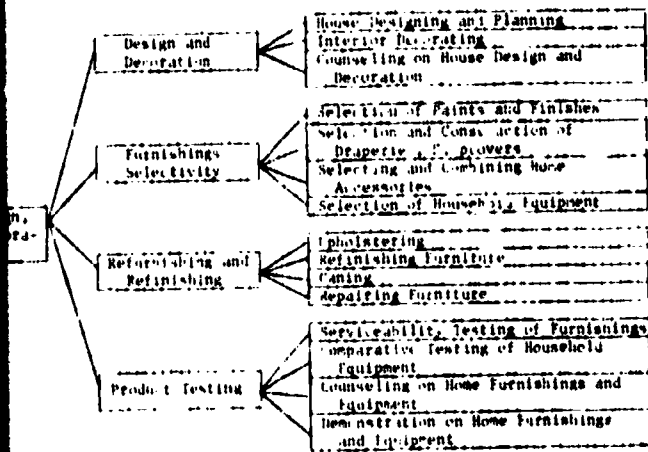 House Designing and Planning
Interior Decorating
Counseling on House Design and
Decoration
Design and
Decoration
Selection of Paints and Finishes
Selection and Construction of
Furnishings
Selectivity
Selecting and Combining Home
Accessories
Selection of Household Equipment
Upholstering
Refinishing Furniture
Caning
Repairing Furniture
Refurnishing and
Refinishing
Serviceability Testing of Furnishings
Comparative Testing of Household
Equipment
Counseling on Home Furnishings and
Equipment
Demonstration on Home Furnishings
and Equipment
Product Testing